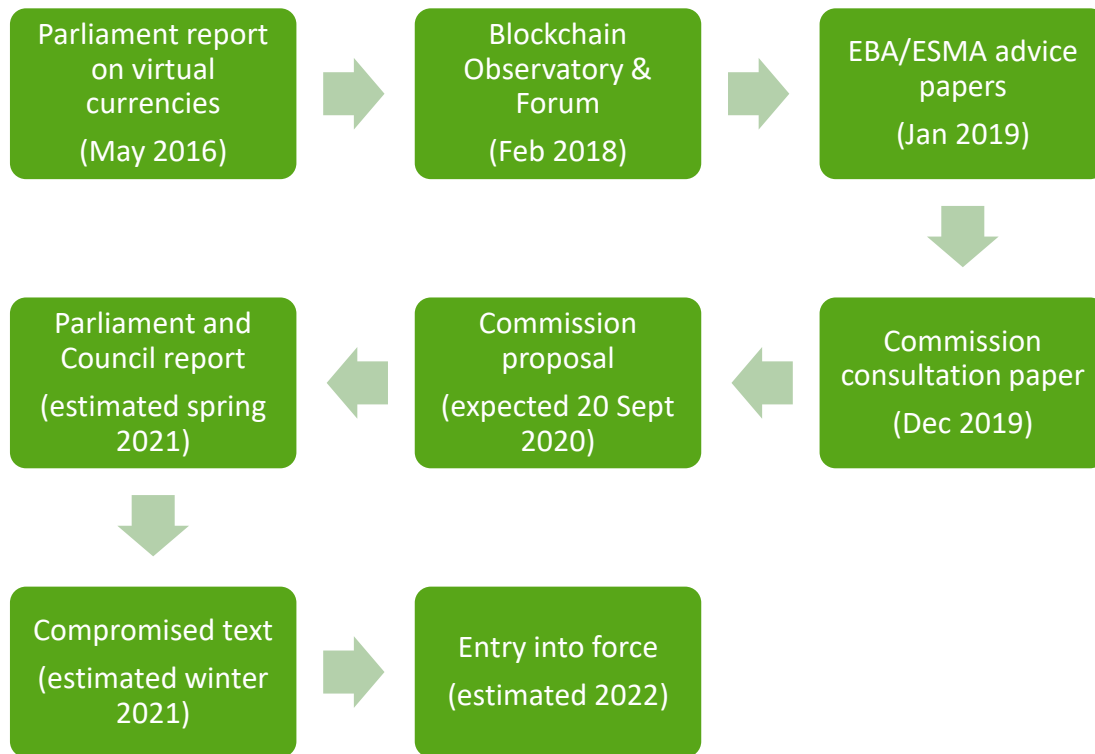 Parliament report
on virtual
currencies
(May 2016)
Blockchain
Observatory &
Forum
(Feb 2018)
EBA/ESMA advice
papers
(Jan 2019)
Commission
consultation paper
(Dec 2019)
Commission
proposal
(expected 20 Sept
2020)
Parliament and
Council report
(estimated spring
2021)
Compromised text
(estimated winter
2021)
Entry into force
(estimated 2022)